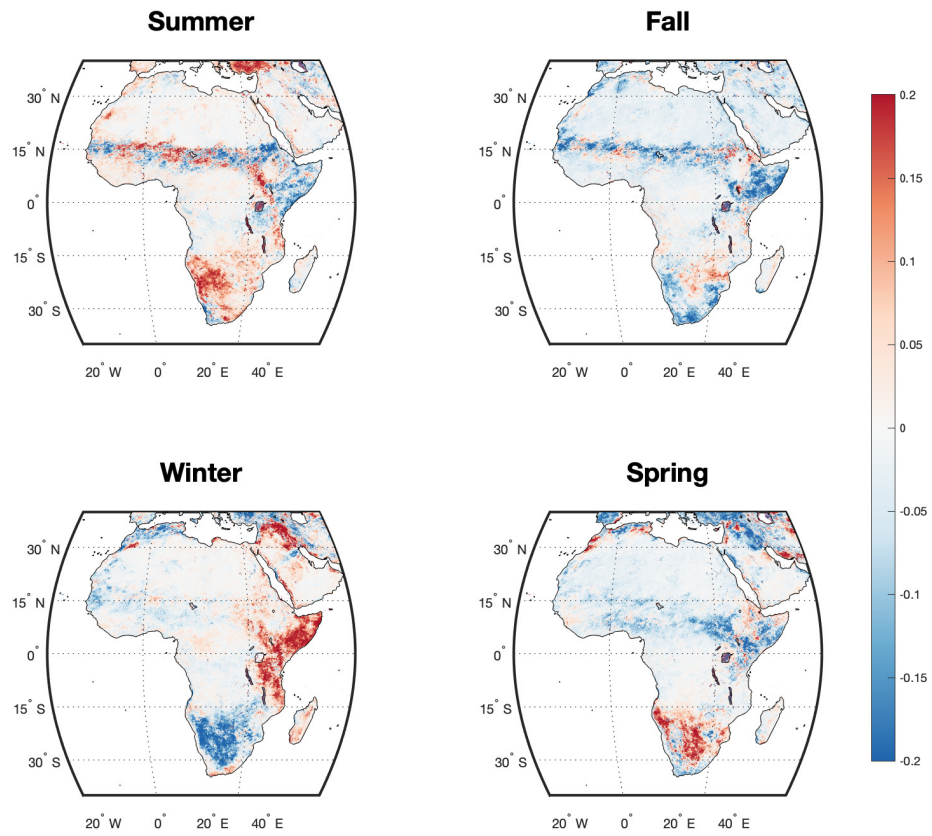 Summer
Fall
30° N
15° N
0°
15° S
30° S
20° W 0° 20° E 40° E
30° N
15° N
0°
15° S
30° S
20° W 0° 20° E 40° E
0.2
0.15
0.1
0.05
0
-0.05
-0.1
-0.15
-0.2
Winter
Spring
30° N
15° N
0°
15° S
30° S
20° W 0° 20° E 40° E
30° N
15° N
0°
15° S
30° S
20° W 0° 20° E 40° E